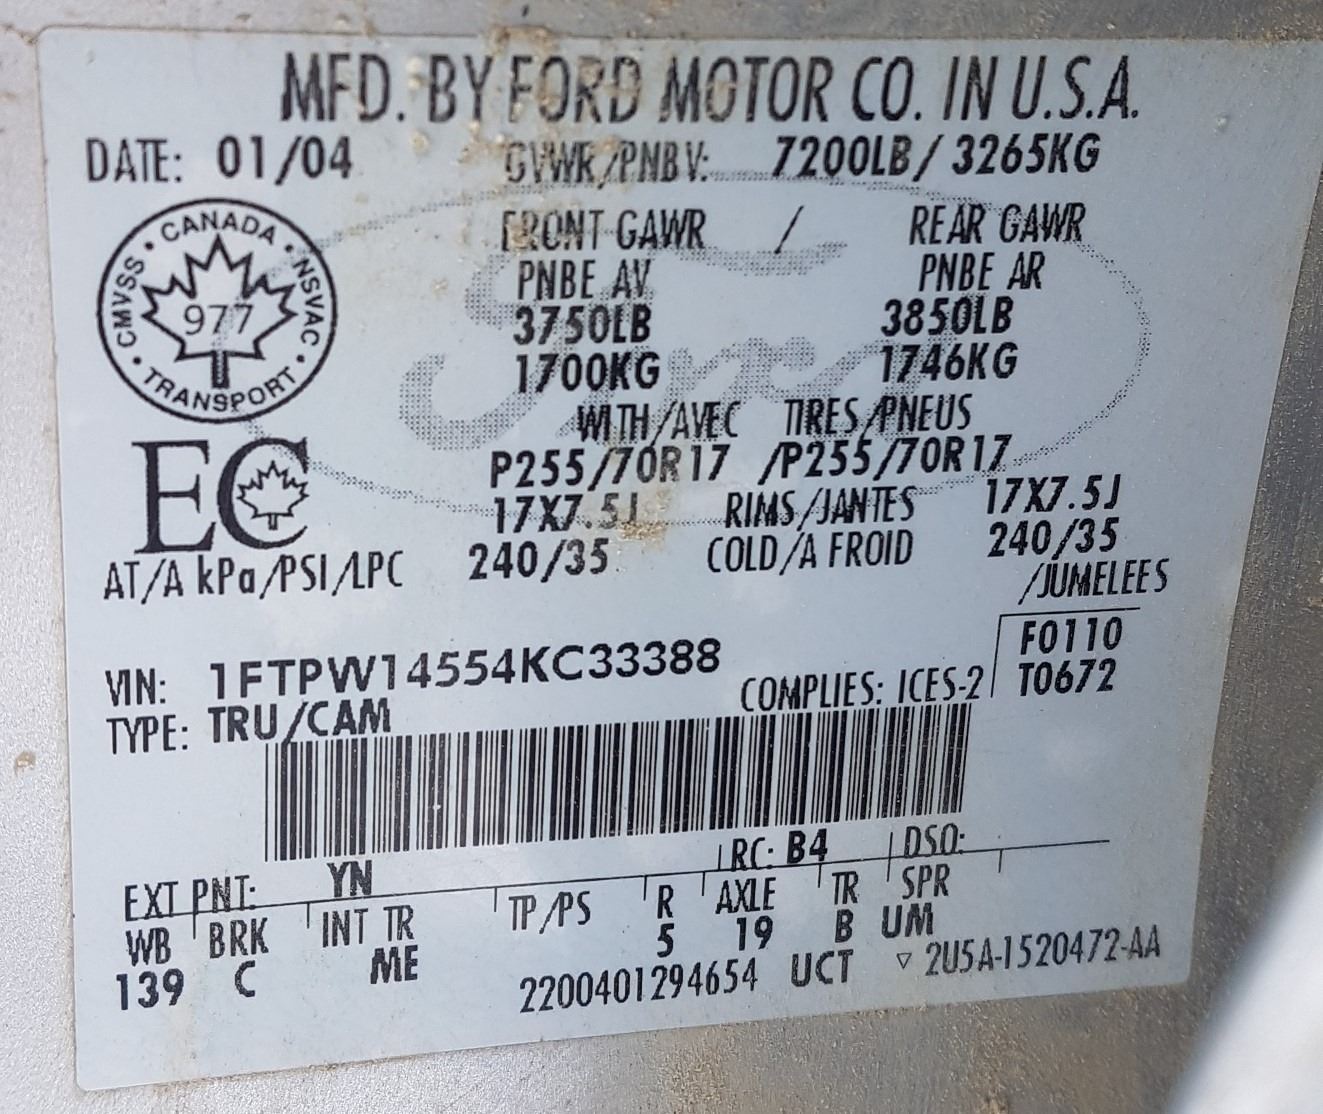 MFD. BY FORD MOTOR CO. IN U.S.A.
DATE: 01/04 GVWR/PNBV: 7200LB/ 3265KG
FRONT GAWR / REAR GAWR
PNBE AV PNBE AR
3750LB 3850LB
1700KG 1746KG
WITH/AVEC TIRES/PNEUS
P255/70R17 /P255/70R17
17X7.5J RIMS/JANTES 17X7.5J
AT/A kPa/PSI/LPC 240/35 COLD/A FROID 240/35
/JUMELEES
CANADA
CMVSS • NSVAC
977
TRANSPORT
EC
Ford
VIN: 1FTPW14554KC33388 F0110
TYPE: TRU/CAM COMPLIES: ICES-2 T0672
EXT PNT: YN RC: B4 DSO:
WB BRK INT TR TP/PS R AXLE TR SPR
139 C ME 5 19 B UM
2200401294654 UCT ▽ 2U5A-1520472-AA